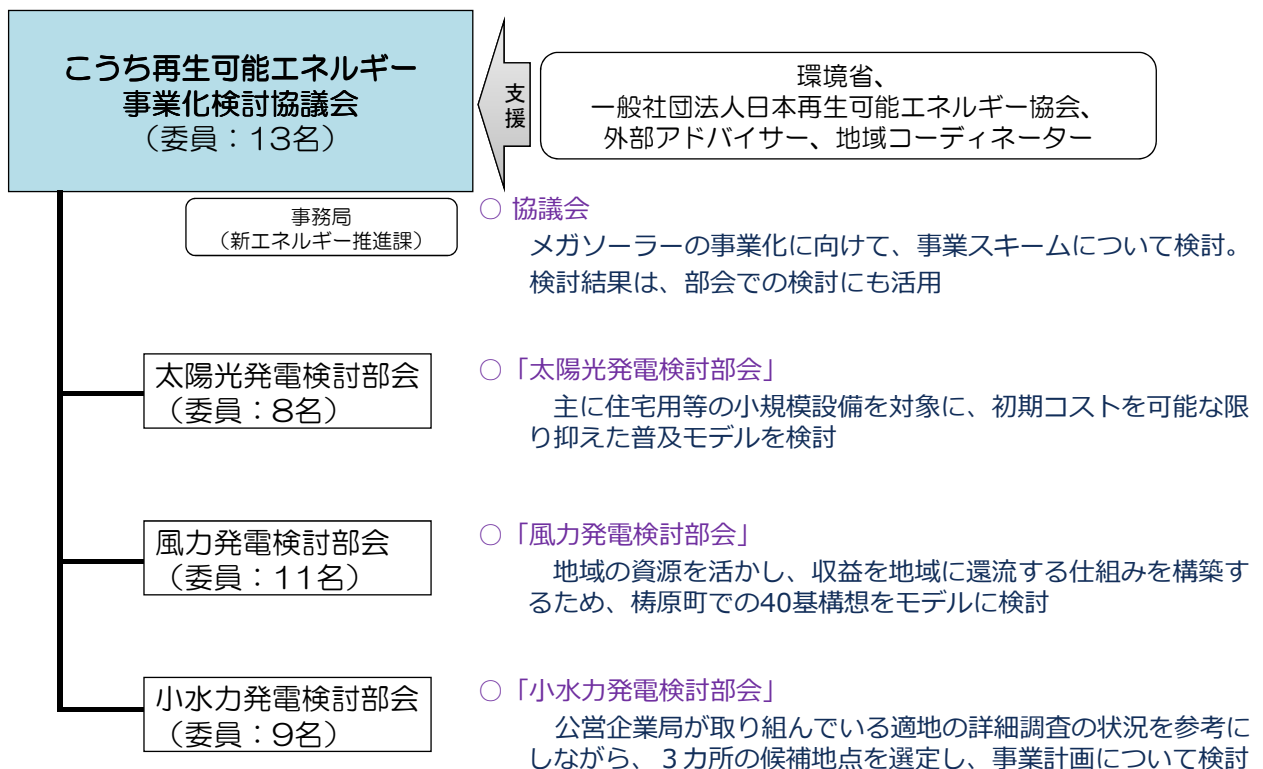 こうち再生可能エネルギー
事業化検討協議会
（委員：13名）
支援
環境省、
一般社団法人日本再生可能エネルギー協会、
外部アドバイザー、地域コーディネーター
事務局
（新エネルギー推進課）
○ 協議会
メガソーラーの事業化に向けて、事業スキームについて検討。
検討結果は、部会での検討にも活用
太陽光発電検討部会
（委員：8名）
○「太陽光発電検討部会」
主に住宅用等の小規模設備を対象に、初期コストを可能な限
り抑えた普及モデルを検討
風力発電検討部会
（委員：11名）
○「風力発電検討部会」
地域の資源を活かし、収益を地域に還流する仕組みを構築す
るため、梼原町での40基構想をモデルに検討
小水力発電検討部会
（委員：9名）
○「小水力発電検討部会」
公営企業局が取り組んでいる適地の詳細調査の状況を参考に
しながら、３カ所の候補地点を選定し、事業計画について検討